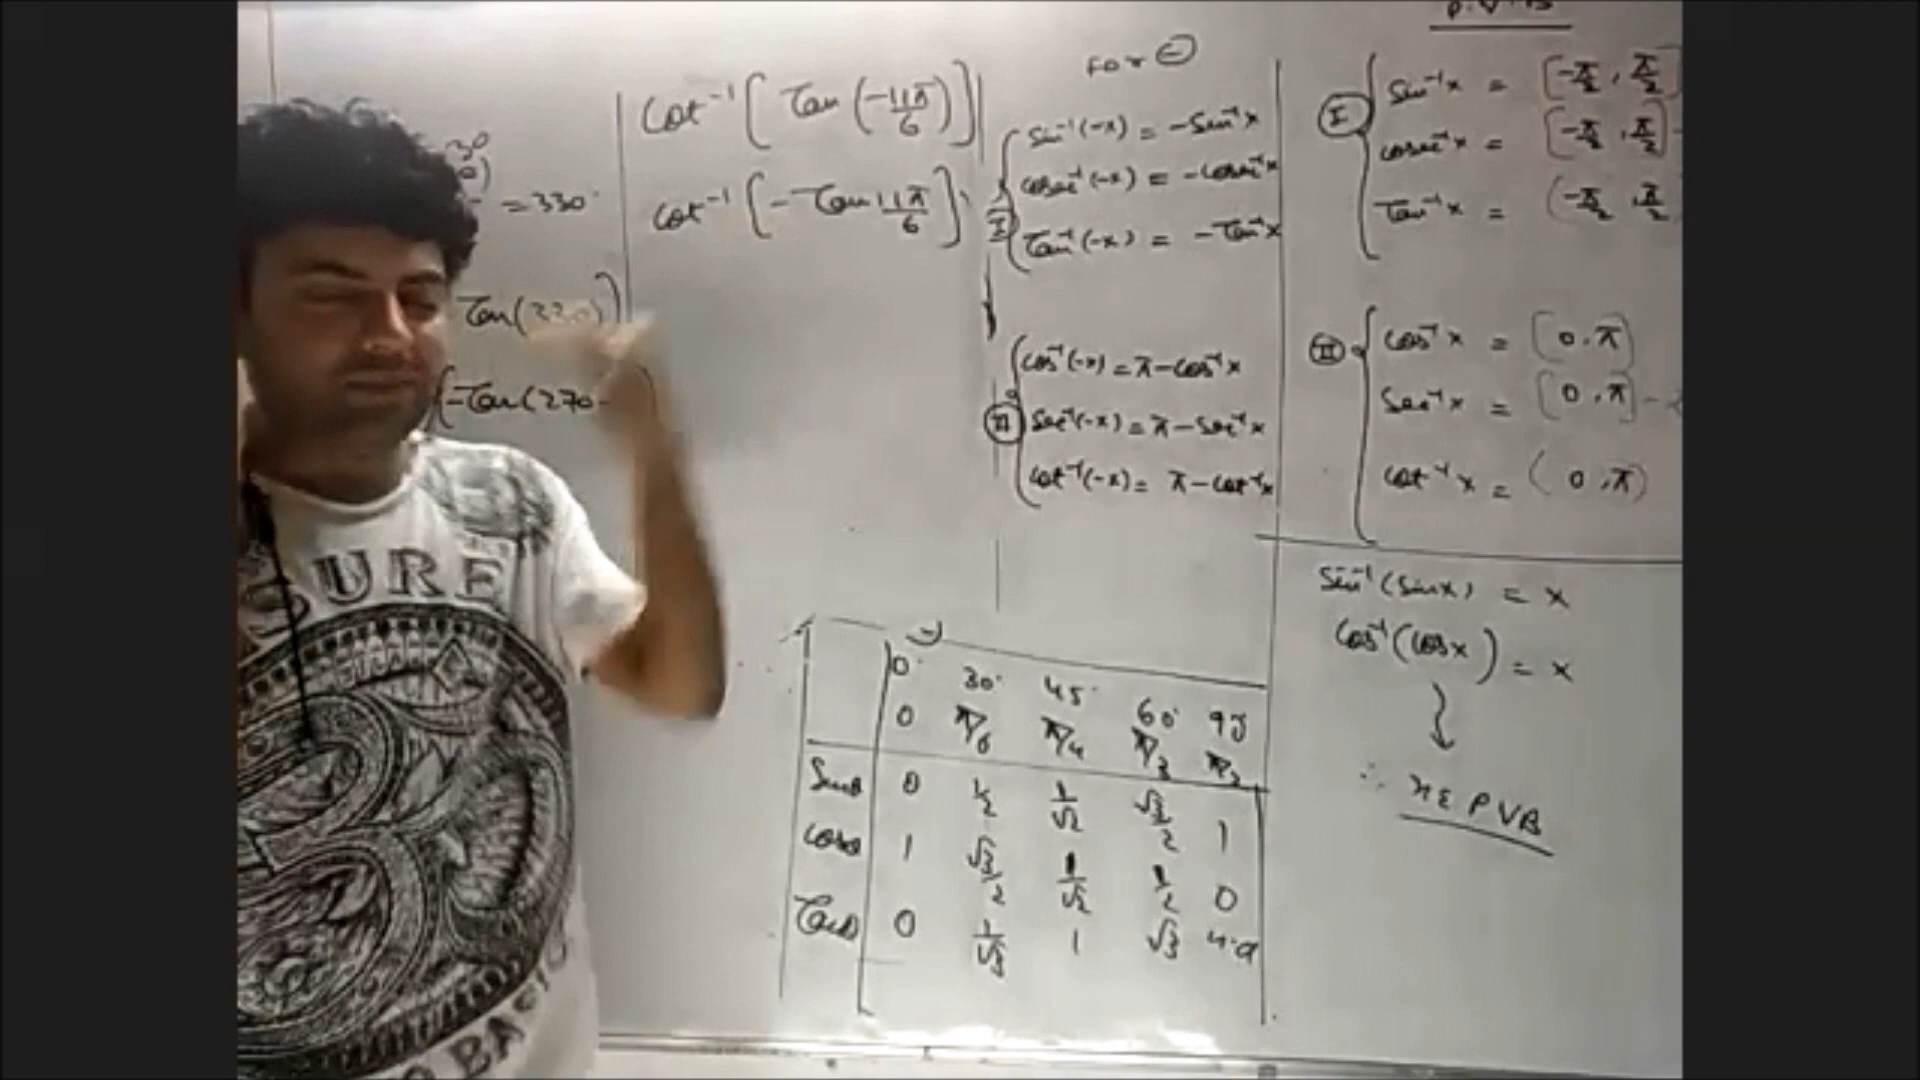 30°
= 330°
Tan(330)
(-Tan(270-
Cot⁻¹[Tan(-11π/6)]
Cot⁻¹[-Tan 11π/6]
For ⊖
I
Sin⁻¹(-x) = -Sin⁻¹x
Cosec⁻¹(-x) = -Cosec⁻¹x
Tan⁻¹(-x) = -Tan⁻¹x
II
Cos⁻¹(-x) = π-Cos⁻¹x
Sec⁻¹(-x) = π-Sec⁻¹x
Cot⁻¹(-x) = π-Cot⁻¹x
I
Sin⁻¹x = [-π/2, π/2]
Cosec⁻¹x = [-π/2, π/2] -
Tan⁻¹x = (-π/2, π/2
II
Cos⁻¹x = [0, π]
Sec⁻¹x = [0, π] -
Cot⁻¹x = (0, π)
Sin⁻¹(Sinx) = x
Cos⁻¹(Cosx) = x
∴ x ε PVB
0° 30° 45° 60° 90
0 π/6 π/4 π/3 π/2
Sinθ 0 1/2 1/√2 √3/2 1
Cosθ 1 √3/2 1/√2 1/2 0
Tanθ 0 1/√3 1 √3 n.d
SURE